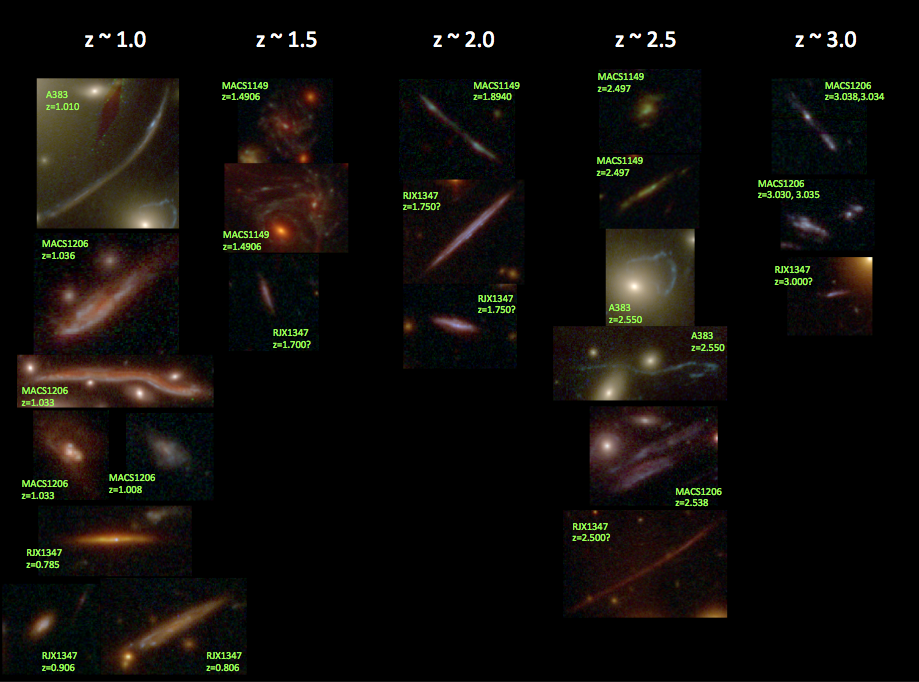 z ~ 1.0
z ~ 1.5
z ~ 2.0
z ~ 2.5
z ~ 3.0
A383
z=1.010
MACS1206
z=1.036
MACS1206
z=1.033
MACS1206
z=1.033
MACS1206
z=1.008
RJX1347
z=0.785
RJX1347
z=0.906
RJX1347
z=0.806
MACS1149
z=1.4906
MACS1149
z=1.4906
RJX1347
z=1.700?
MACS1149
z=1.8940
RJX1347
z=1.750?
RJX1347
z=1.750?
MACS1149
z=2.497
MACS1149
z=2.497
A383
z=2.550
A383
z=2.550
MACS1206
z=2.538
RJX1347
z=2.500?
MACS1206
z=3.038,3.034
MACS1206
z=3.030, 3.035
RJX1347
z=3.000?